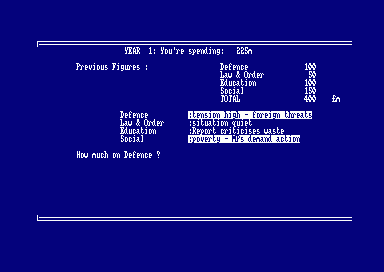 YEAR 1: You're spending: 225m
Previous Figures : Defence 100
Law & Order 50
Education 100
Social 150
TOTAL 400 £m
Defence :tension high - foreign threats
Law & Order :situation quiet
Education :Report criticises waste
Social :poverty - MPs demand action
How much on Defence ?